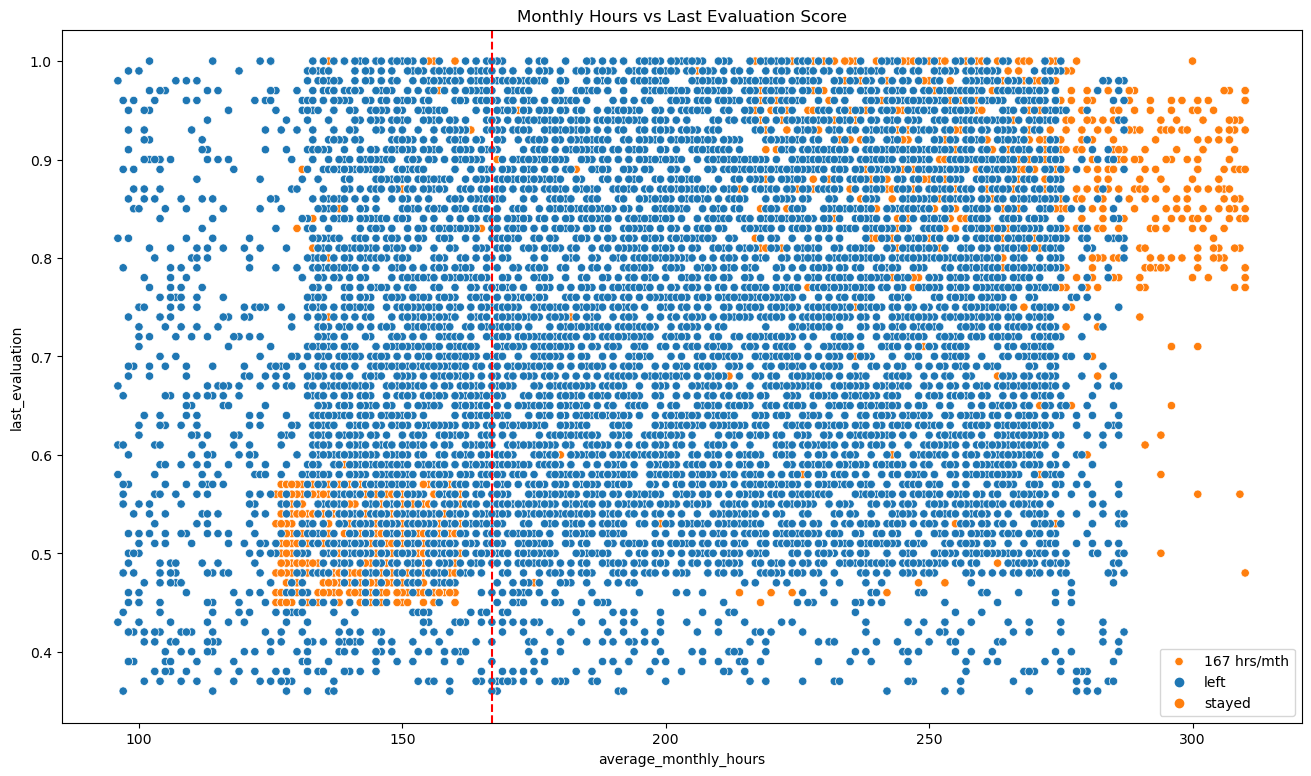 Monthly Hours vs Last Evaluation Score
last_evaluation
1.0
0.9
0.8
0.7
0.6
0.5
0.4
167 hrs/mth
left
stayed
100
150
200
250
300
average_monthly_hours